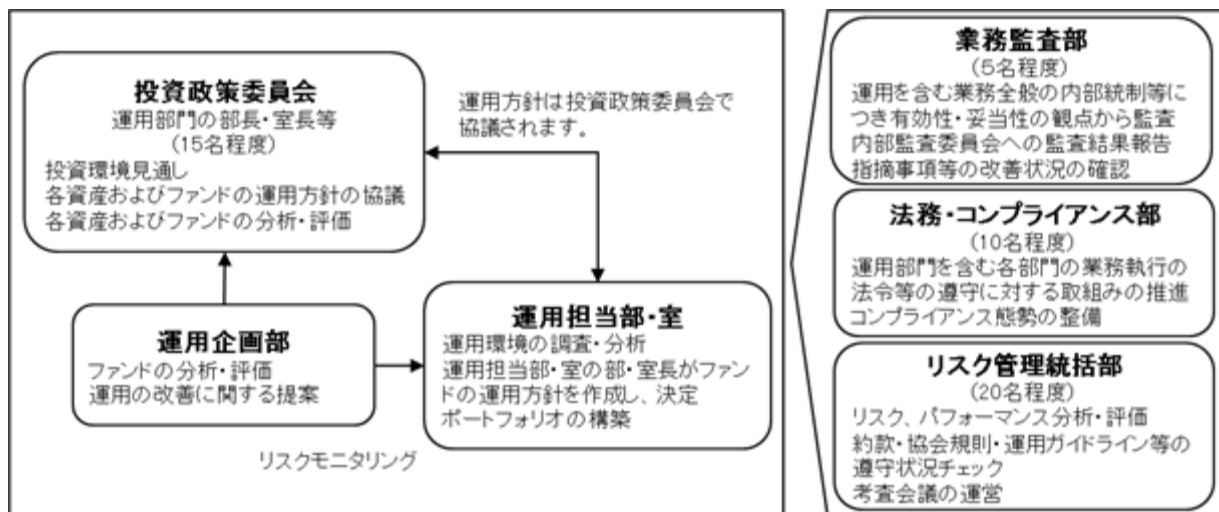 投資政策委員会
運用部門の部長・室長等
(15名程度)
投資環境見通し
各資産およびファンドの運用方針の協議
各資産およびファンドの分析・評価
運用方針は投資政策委員会で
協議されます。
運用企画部
ファンドの分析・評価
運用の改善に関する提案
運用担当部・室
運用環境の調査・分析
運用担当部・室の部・室長がファン
ドの運用方針を作成し、決定
ポートフォリオの構築
リスクモニタリング
業務監査部
(5名程度)
運用を含む業務全般の内部統制等に
つき有効性・妥当性の観点から監査
内部監査委員会への監査結果報告
指摘事項等の改善状況の確認
法務・コンプライアンス部
(10名程度)
運用部門を含む各部門の業務執行の
法令等の遵守に対する取組みの推進
コンプライアンス態勢の整備
リスク管理統括部
(20名程度)
リスク、パフォーマンス分析・評価
約款・協会規則・運用ガイドライン等の
遵守状況チェック
考査会議の運営